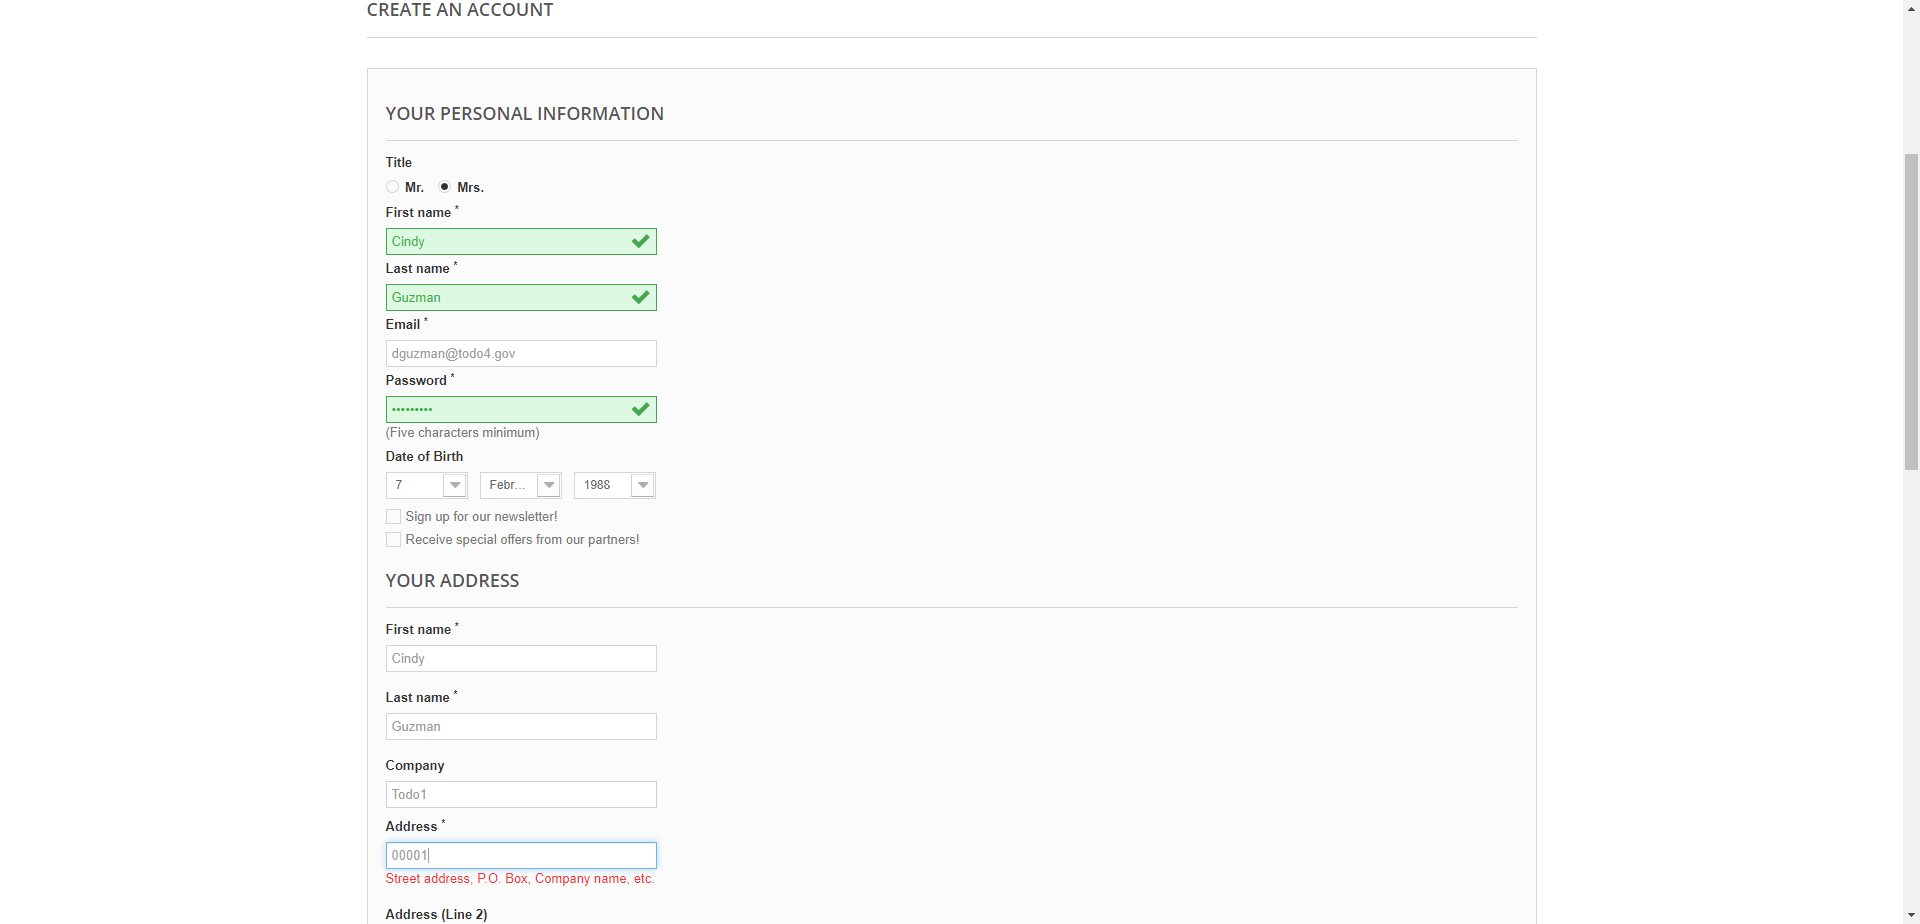 CREATE AN ACCOUNT
YOUR PERSONAL INFORMATION
Title
Mr. Mrs.
First name *
Cindy
Last name *
Guzman
Email *
dguzman@todo4.gov
Password *
•••••••••
(Five characters minimum)
Date of Birth
7 Febr... 1988
Sign up for our newsletter!
Receive special offers from our partners!
YOUR ADDRESS
First name *
Cindy
Last name *
Guzman
Company
Todo1
Address *
00001
Street address, P.O. Box, Company name, etc.
Address (Line 2)